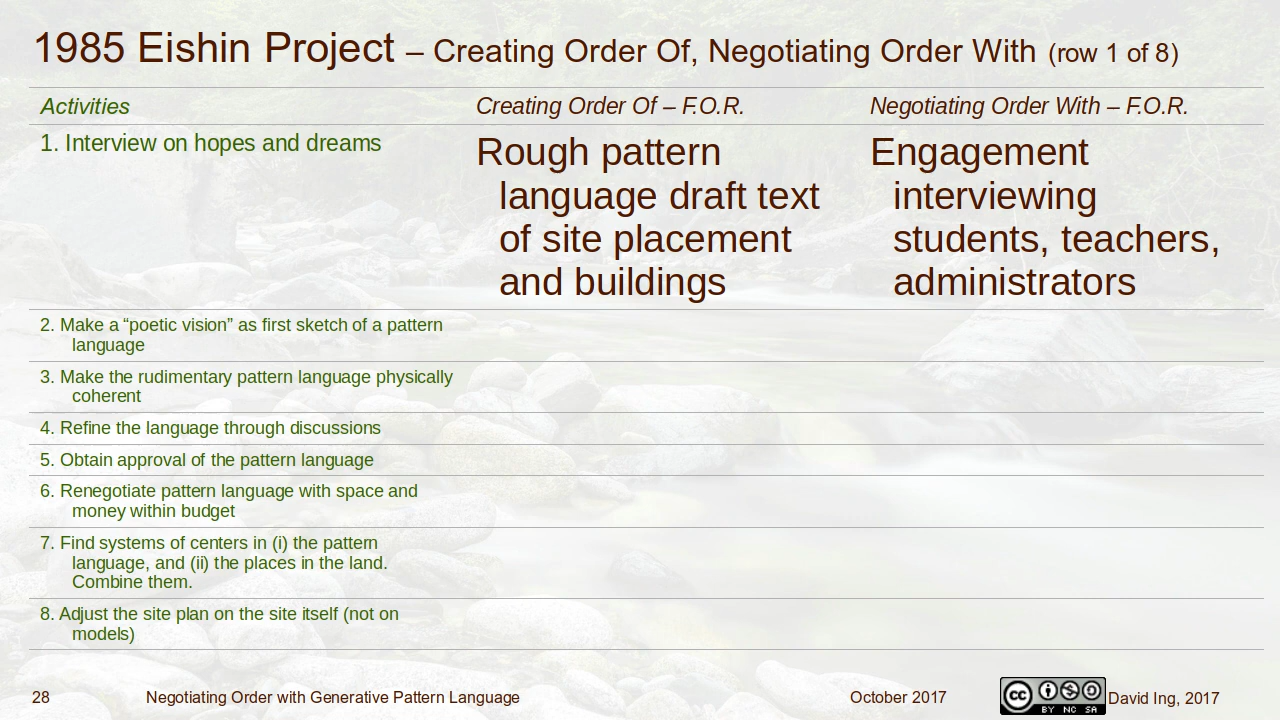 1985 Eishin Project – Creating Order Of, Negotiating Order With (row 1 of 8)
Activities
Creating Order Of – F.O.R.
Negotiating Order With – F.O.R.
1. Interview on hopes and dreams
Rough pattern
language draft text
of site placement
and buildings
Engagement
interviewing
students, teachers,
administrators
2. Make a “poetic vision” as first sketch of a pattern
language
3. Make the rudimentary pattern language physically
coherent
4. Refine the language through discussions
5. Obtain approval of the pattern language
6. Renegotiate pattern language with space and
money within budget
7. Find systems of centers in (i) the pattern
language, and (ii) the places in the land.
Combine them.
8. Adjust the site plan on the site itself (not on
models)
28
Negotiating Order with Generative Pattern Language
October 2017
cc
BY NC SA
David Ing, 2017